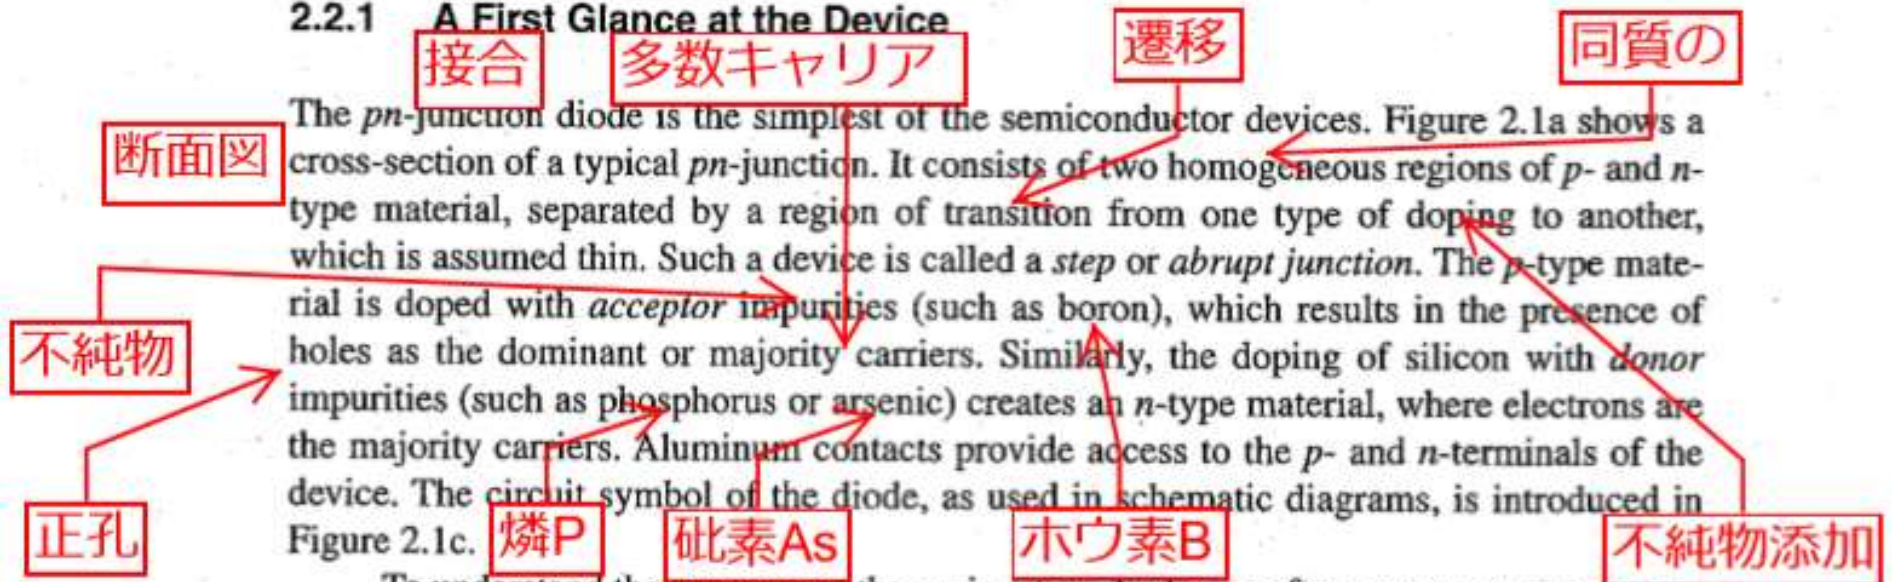 2.2.1 A First Glance at the Device
接合 多数キャリア 遷移 同質の
The pn-junction diode is the simplest of the semiconductor devices. Figure 2.1a shows a
断面図
cross-section of a typical pn-junction. It consists of two homogeneous regions of p- and n-
type material, separated by a region of transition from one type of doping to another,
which is assumed thin. Such a device is called a step or abrupt junction. The p-type mate-
rial is doped with acceptor impurities (such as boron), which results in the presence of
不純物
holes as the dominant or majority carriers. Similarly, the doping of silicon with donor
impurities (such as phosphorus or arsenic) creates an n-type material, where electrons are
the majority carriers. Aluminum contacts provide access to the p- and n-terminals of the
device. The circuit symbol of the diode, as used in schematic diagrams, is introduced in
Figure 2.1c.
正孔 燐P 砒素As ホウ素B 不純物添加
To understand the